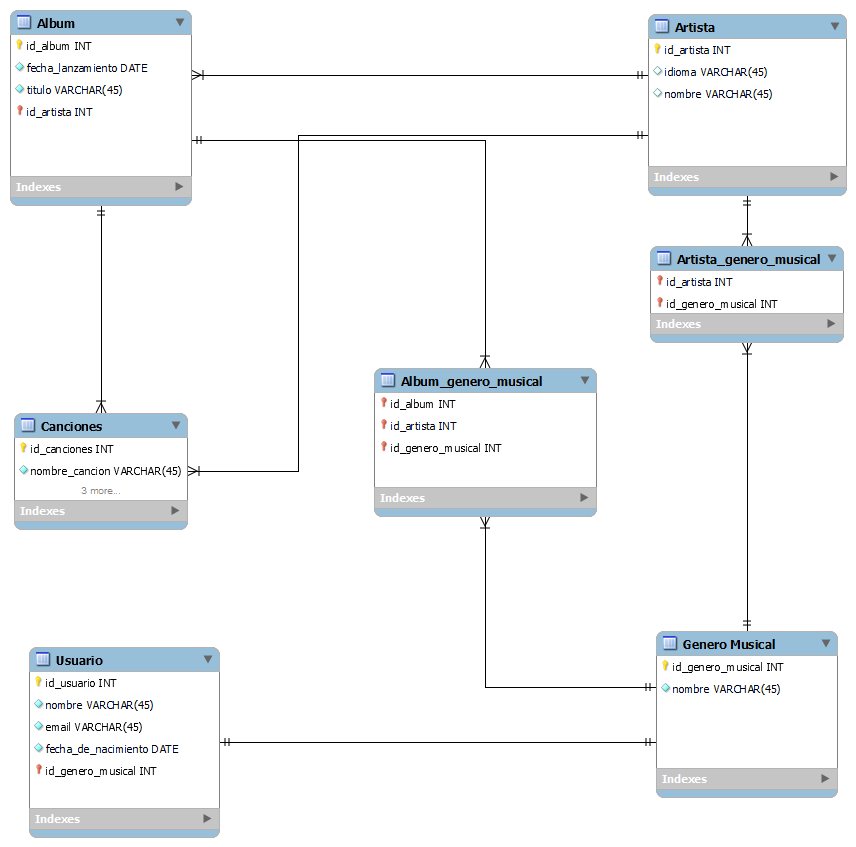 Album
id_album INT
fecha_lanzamiento DATE
titulo VARCHAR(45)
id_artista INT
Indexes
Artista
id_artista INT
idioma VARCHAR(45)
nombre VARCHAR(45)
Indexes
Artista_genero_musical
id_artista INT
id_genero_musical INT
Indexes
Album_genero_musical
id_album INT
id_artista INT
id_genero_musical INT
Indexes
Canciones
id_canciones INT
nombre_cancion VARCHAR(45)
3 more...
Indexes
Usuario
id_usuario INT
nombre VARCHAR(45)
email VARCHAR(45)
fecha_de_nacimiento DATE
id_genero_musical INT
Indexes
Genero Musical
id_genero_musical INT
nombre VARCHAR(45)
Indexes